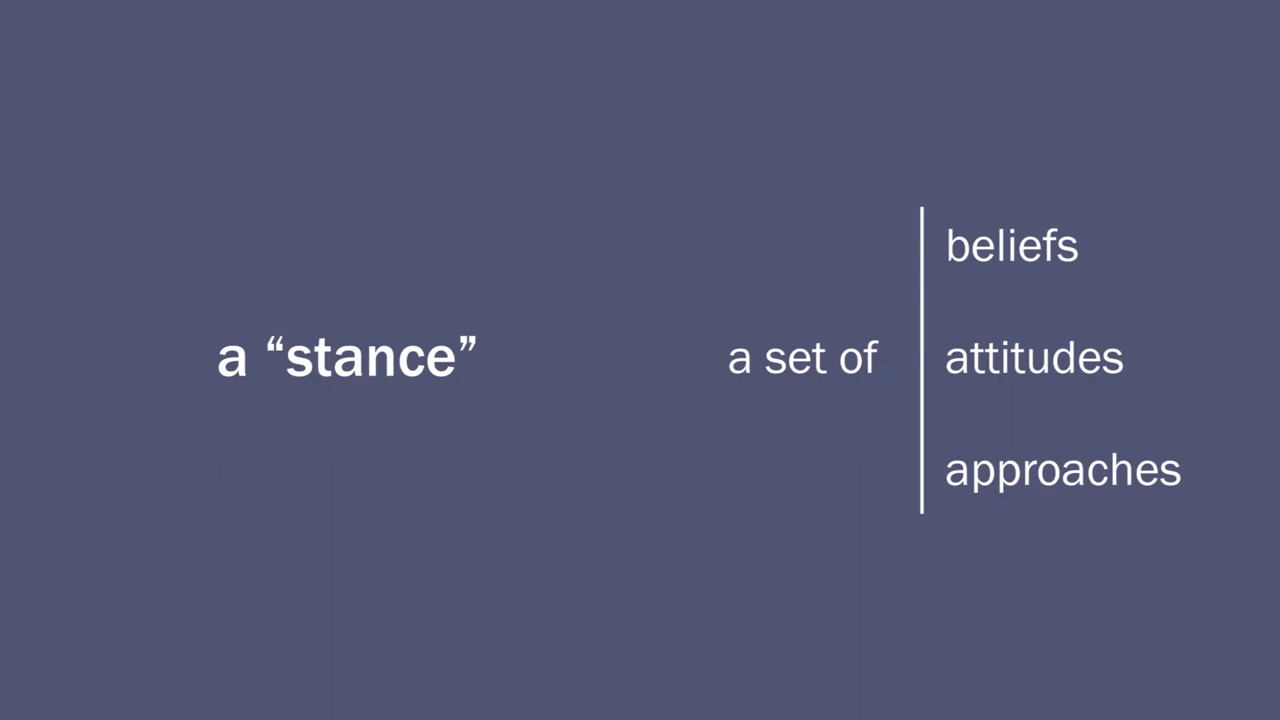 a “stance”
a set of
beliefs
attitudes
approaches